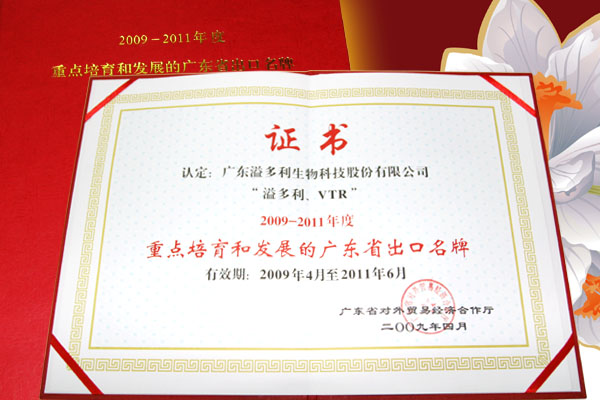 2009-2011年度
重点培育和发展的广东省出口名牌
证书
认定：广东溢多利生物科技股份有限公司
“溢多利、VTR”
2009-2011年度
重点培育和发展的广东省出口名牌
有效期：2009年4月至2011年6月
广东省对外贸易经济合作厅
二〇〇九年四月